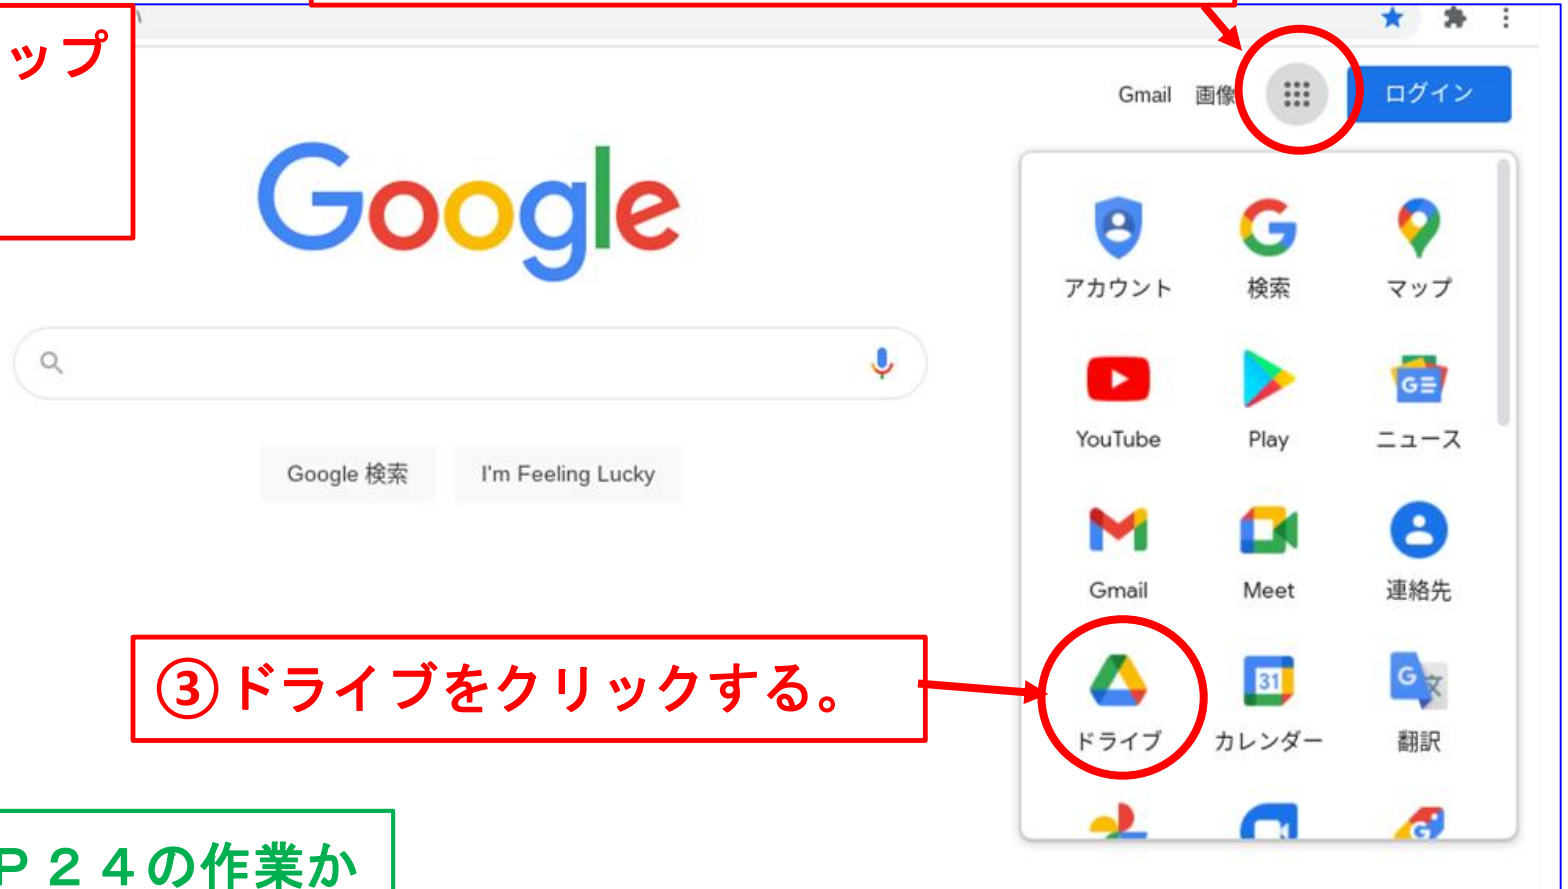 ップ
Gmail 画像
ログイン
Google
アカウント 検索 マップ
YouTube Play ニュース
Google 検索 I'm Feeling Lucky
Gmail Meet 連絡先
③ドライブをクリックする。
31
ドライブ カレンダー 翻訳
P24の作業か